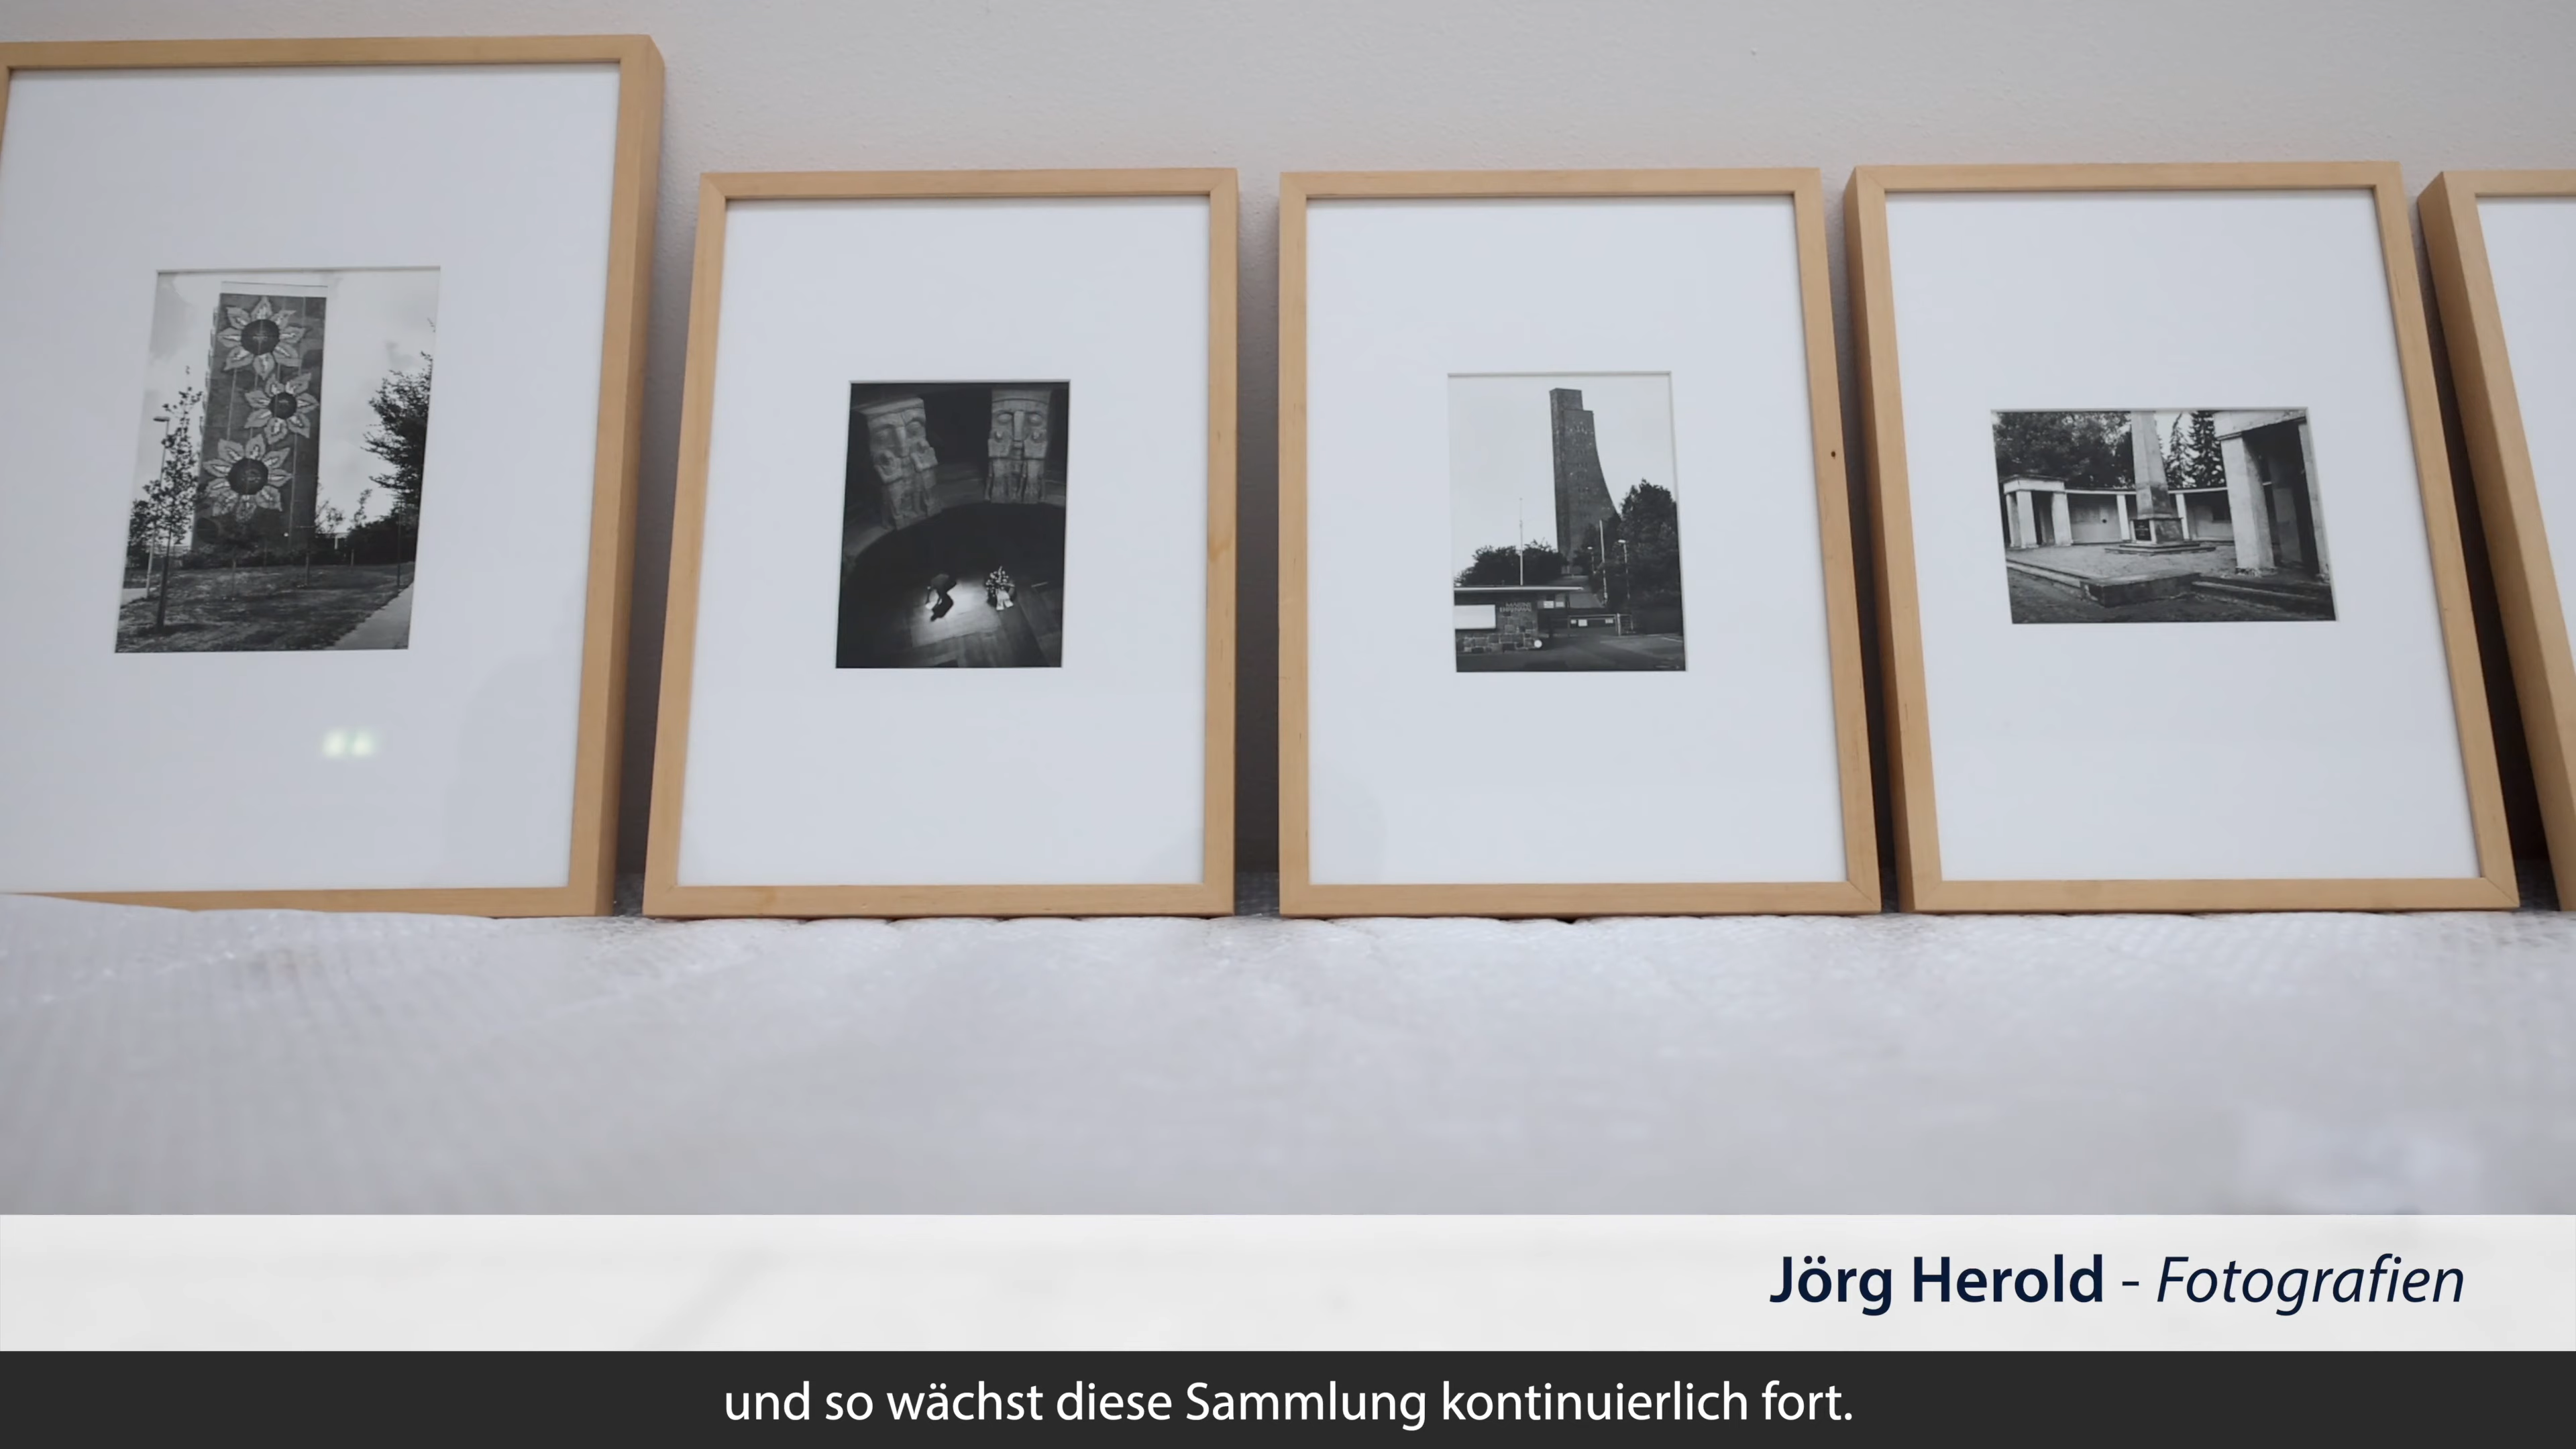 Jörg Herold - Fotografien
und so wächst diese Sammlung kontinuierlich fort.